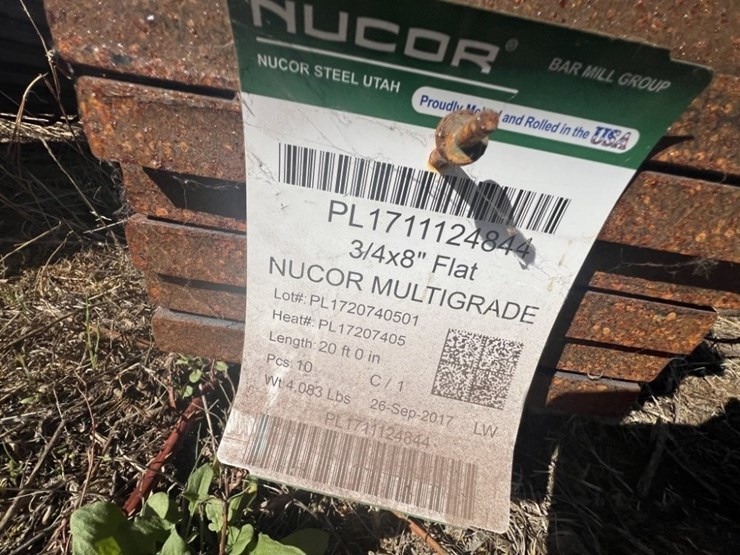 NUCOR®
BAR MILL GROUP
NUCOR STEEL UTAH
Proudly and Rolled in the USA
PL1711124844
3/4x8" Flat
NUCOR MULTIGRADE
Lot#: PL1720740501
Heat#: PL17207405
Length: 20 ft 0 in
Pcs: 10 C / 1
Wt 4,083 Lbs 26-Sep-2017 LW
PL1711124844